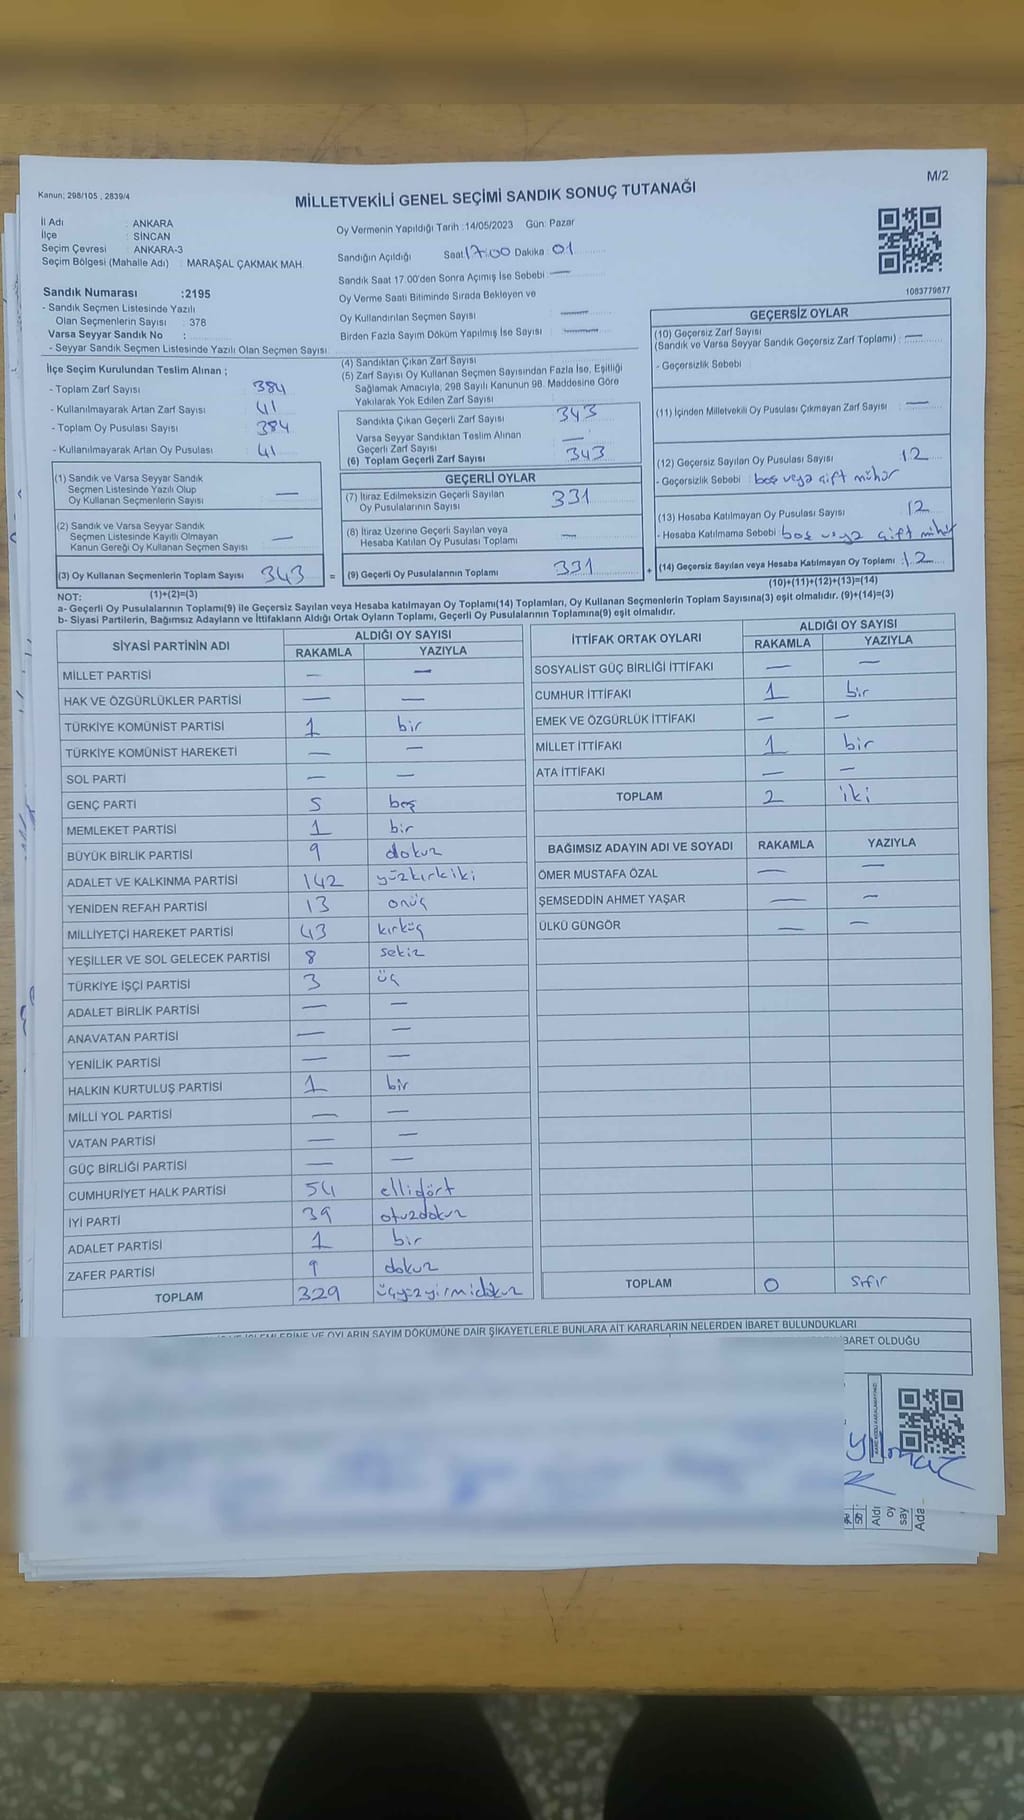 M/2
Kanun: 298/105 , 2839/4
MİLLETVEKİLİ GENEL SEÇİMİ SANDIK SONUÇ TUTANAĞI
İl Adı : ANKARA
İlçe : SİNCAN
Seçim Çevresi : ANKARA-3
Seçim Bölgesi (Mahalle Adı) : MARAŞAL ÇAKMAK MAH.
Oy Vermenin Yapıldığı Tarih :14/05/2023 Gün: Pazar
Sandığın Açıldığı Saat 17:00 Dakika 01
Sandık Saat 17.00'den Sonra Açımış İse Sebebi : —
Oy Verme Saati Bitiminde Sırada Bekleyen ve
Oy Kullandırılan Seçmen Sayısı —
Birden Fazla Sayım Döküm Yapılmış İse Sayısı —
1083779877
Sandık Numarası :2195
- Sandık Seçmen Listesinde Yazılı
Olan Seçmenlerin Sayısı : 378
Varsa Seyyar Sandık No :
- Seyyar Sandık Seçmen Listesinde Yazılı Olan Seçmen Sayısı
İlçe Seçim Kurulundan Teslim Alınan ;
- Toplam Zarf Sayısı 384
- Kullanılmayarak Artan Zarf Sayısı 41
- Toplam Oy Pusulası Sayısı 384
- Kullanılmayarak Artan Oy Pusulası 41
(1) Sandık ve Varsa Seyyar Sandık
Seçmen Listesinde Yazılı Olup
Oy Kullanan Seçmenlerin Sayısı —
(2) Sandık ve Varsa Seyyar Sandık
Seçmen Listesinde Kayıtlı Olmayan
Kanun Gereği Oy Kullanan Seçmen Sayısı —
(3) Oy Kullanan Seçmenlerin Toplam Sayısı 343 =
(1)+(2)=(3)
(4) Sandıktan Çıkan Zarf Sayısı
(5) Zarf Sayısı Oy Kullanan Seçmen Sayısından Fazla İse, Eşitliği
Sağlamak Amacıyla, 298 Sayılı Kanunun 98. Maddesine Göre
Yakılarak Yok Edilen Zarf Sayısı
Sandıkta Çıkan Geçerli Zarf Sayısı 343
Varsa Seyyar Sandıktan Teslim Alınan
Geçerli Zarf Sayısı —
(6) Toplam Geçerli Zarf Sayısı 343
GEÇERLİ OYLAR
(7) İtiraz Edilmeksizin Geçerli Sayılan
Oy Pusulalarının Sayısı 331
(8) İtiraz Üzerine Geçerli Sayılan veya
Hesaba Katılan Oy Pusulası Toplamı —
(9) Geçerli Oy Pusulalarının Toplamı 331 +
GEÇERSİZ OYLAR
(10) Geçersiz Zarf Sayısı
(Sandık ve Varsa Seyyar Sandık Geçersiz Zarf Toplamı) : —
- Geçersizlik Sebebi :
(11) İçinden Milletvekili Oy Pusulası Çıkmayan Zarf Sayısı —
(12) Geçersiz Sayılan Oy Pusulası Sayısı 12
- Geçersizlik Sebebi : boş veya çift mühür
(13) Hesaba Katılmayan Oy Pusulası Sayısı 12
- Hesaba Katılmama Sebebi boş veya çift mühür
(14) Geçersiz Sayılan veya Hesaba Katılmayan Oy Toplamı : 12
(10)+(11)+(12)+(13)=(14)
NOT:
a- Geçerli Oy Pusulalarının Toplamı(9) ile Geçersiz Sayılan veya Hesaba katılmayan Oy Toplamı(14) Toplamları, Oy Kullanan Seçmenlerin Toplam Sayısına(3) eşit olmalıdır. (9)+(14)=(3)
b- Siyasi Partilerin, Bağımsız Adayların ve İttifakların Aldığı Ortak Oyların Toplamı, Geçerli Oy Pusulalarının Toplamına(9) eşit olmalıdır.
SİYASİ PARTİNİN ADI ALDIĞI OY SAYISI
RAKAMLA YAZIYLA
MİLLET PARTİSİ — —
HAK VE ÖZGÜRLÜKLER PARTİSİ — —
TÜRKİYE KOMÜNİST PARTİSİ 1 bir
TÜRKİYE KOMÜNİST HAREKETİ — —
SOL PARTİ — —
GENÇ PARTİ 5 beş
MEMLEKET PARTİSİ 1 bir
BÜYÜK BİRLİK PARTİSİ 9 dokuz
ADALET VE KALKINMA PARTİSİ 142 yüzkırkiki
YENİDEN REFAH PARTİSİ 13 onüç
MİLLİYETÇİ HAREKET PARTİSİ 43 kırküç
YEŞİLLER VE SOL GELECEK PARTİSİ 8 sekiz
TÜRKİYE İŞÇİ PARTİSİ 3 üç
ADALET BİRLİK PARTİSİ — —
ANAVATAN PARTİSİ — —
YENİLİK PARTİSİ — —
HALKIN KURTULUŞ PARTİSİ 1 bir
MİLLİ YOL PARTİSİ — —
VATAN PARTİSİ — —
GÜÇ BİRLİĞİ PARTİSİ — —
CUMHURİYET HALK PARTİSİ 54 ellidört
İYİ PARTİ 39 otuzdokuz
ADALET PARTİSİ 1 bir
ZAFER PARTİSİ 9 dokuz
TOPLAM 329 üçyüzyirmidokuz
İTTİFAK ORTAK OYLARI ALDIĞI OY SAYISI
RAKAMLA YAZIYLA
SOSYALİST GÜÇ BİRLİĞİ İTTİFAKI — —
CUMHUR İTTİFAKI 1 bir
EMEK VE ÖZGÜRLÜK İTTİFAKI — —
MİLLET İTTİFAKI 1 bir
ATA İTTİFAKI — —
TOPLAM 2 iki
BAĞIMSIZ ADAYIN ADI VE SOYADI RAKAMLA YAZIYLA
ÖMER MUSTAFA ÖZAL — —
ŞEMSEDDİN AHMET YAŞAR — —
ÜLKÜ GÜNGÖR — —
TOPLAM 0 sıfır
VE OYLARIN SAYIM DÖKÜMÜNE DAİR ŞİKAYETLERLE BUNLARA AİT KARARLARIN NELERDEN İBARET BULUNDUKLARI
İBARET OLDUĞU
Aldı
oy
say
Ada